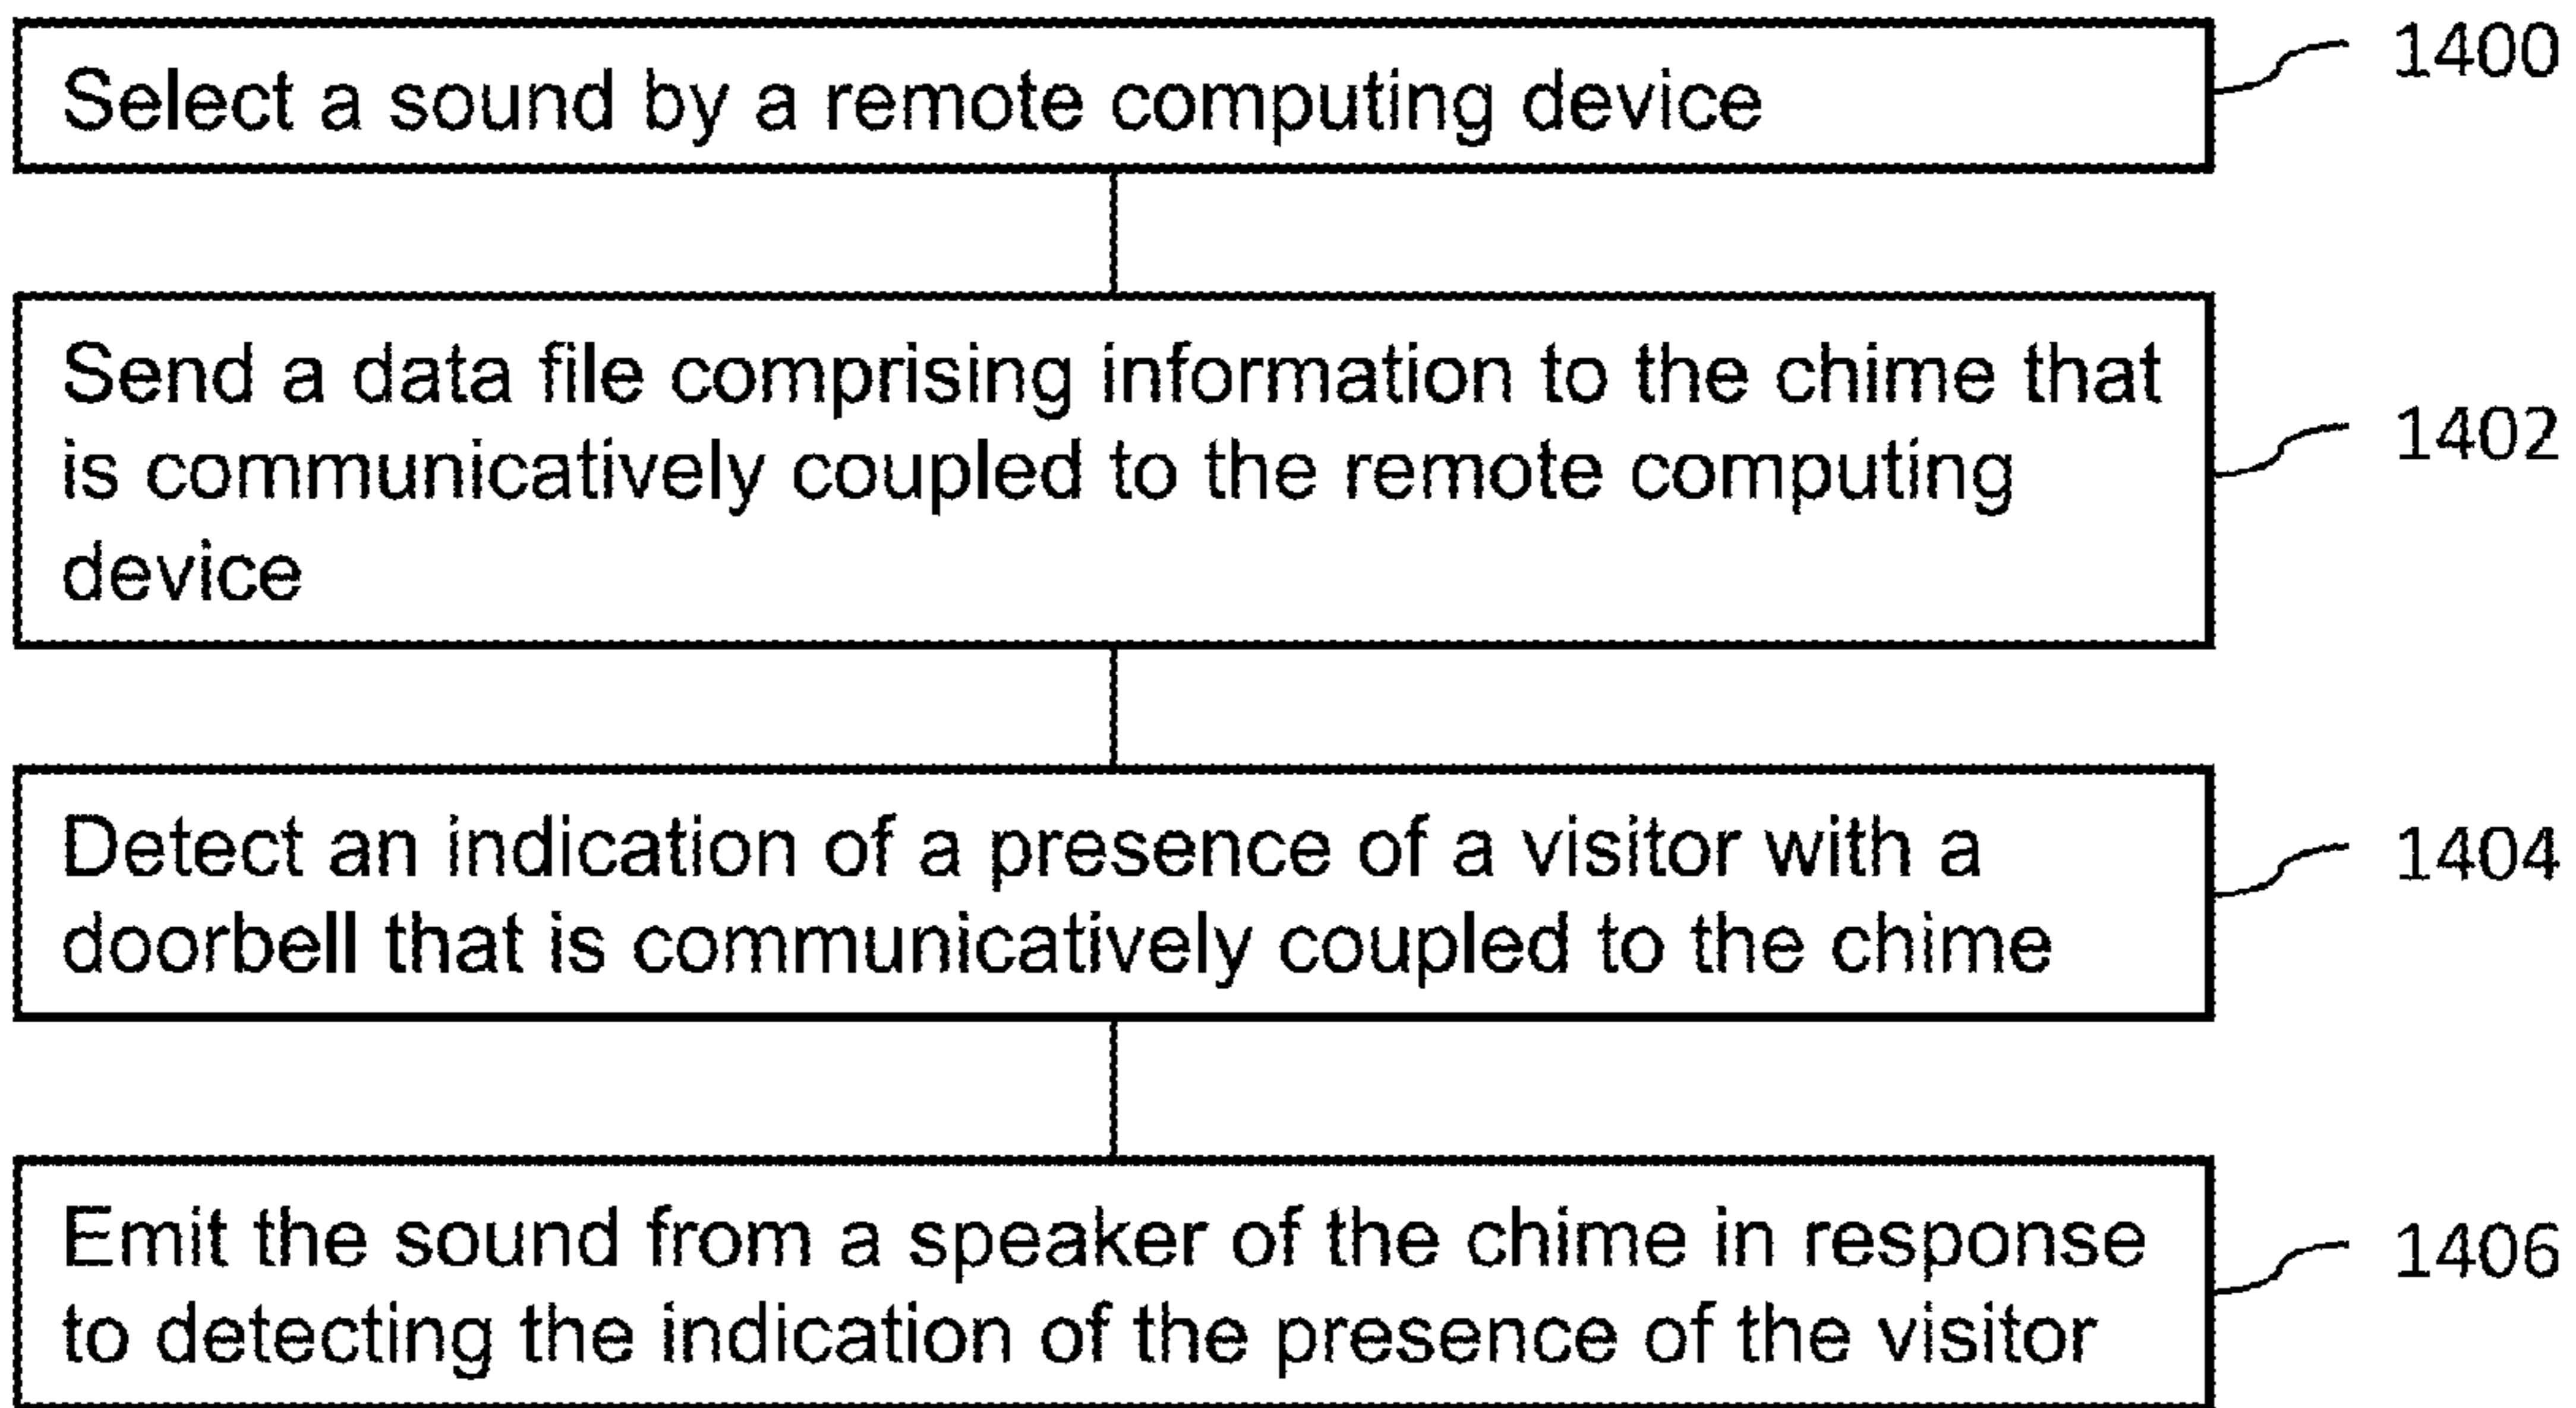 Select a sound by a remote computing device
1400
Send a data file comprising information to the chime that
is communicatively coupled to the remote computing
device
1402
Detect an indication of a presence of a visitor with a
doorbell that is communicatively coupled to the chime
1404
Emit the sound from a speaker of the chime in response
to detecting the indication of the presence of the visitor
1406